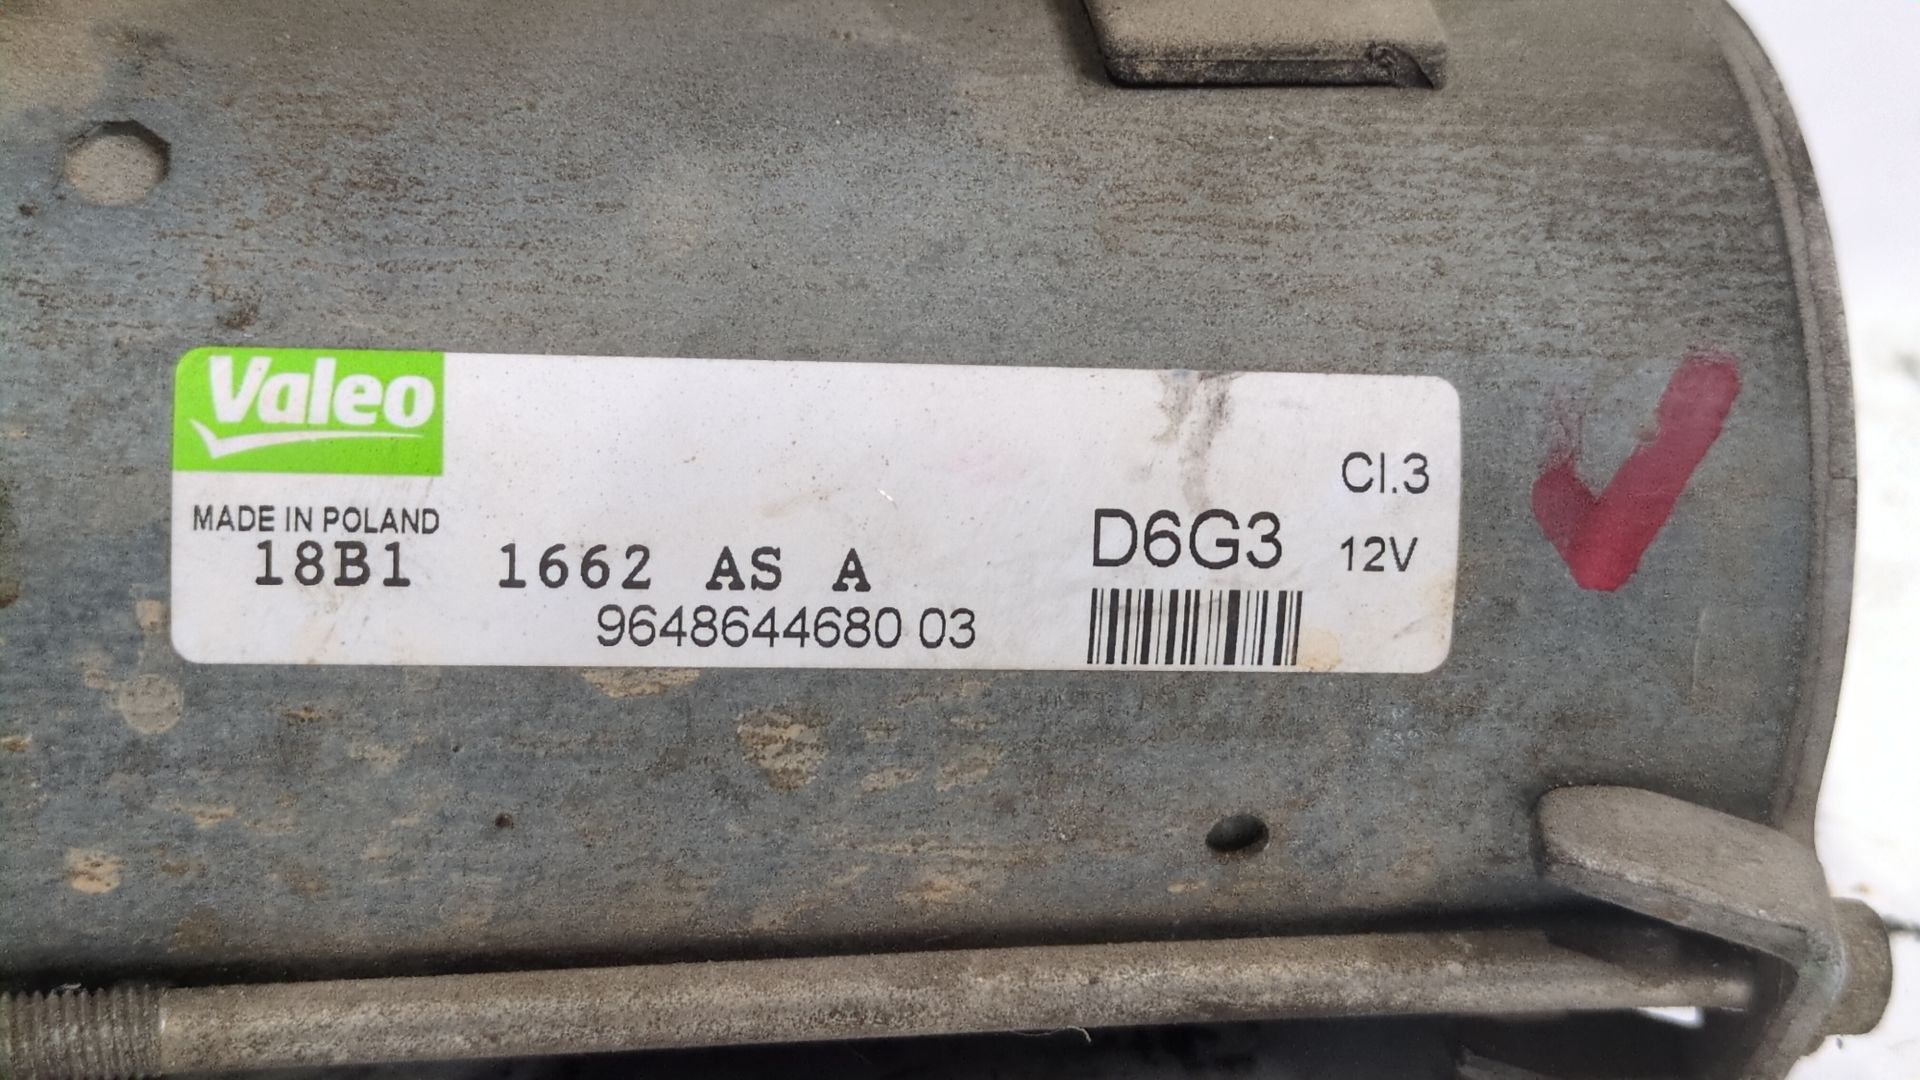 Valeo
MADE IN POLAND
18B1 1662 AS A
9648644680 03
D6G3
Cl.3
12V